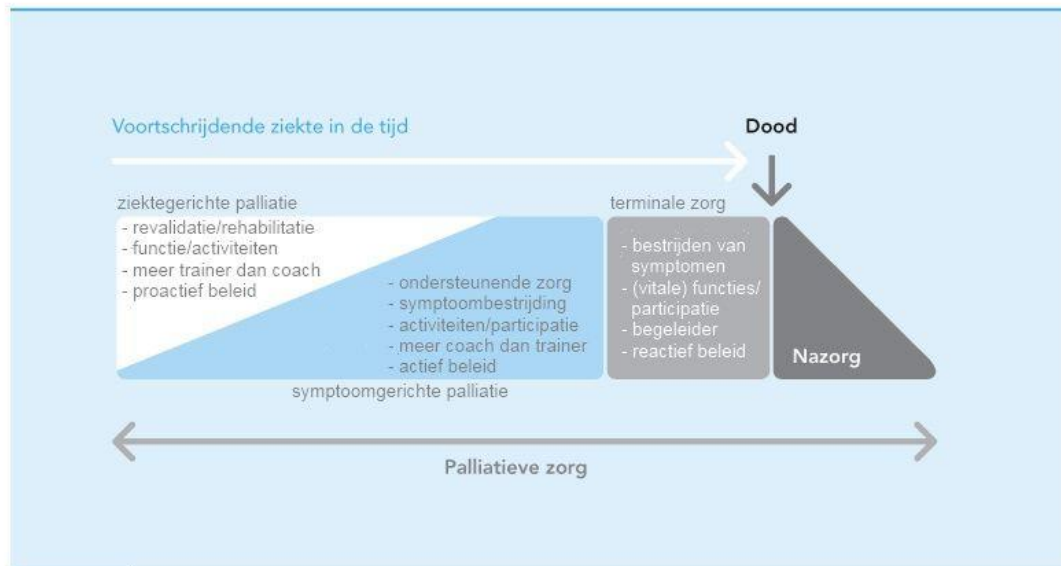 Voortschrijdende ziekte in de tijd
Dood
ziektegerichte palliatie
- revalidatie/rehabilitatie
- functie/activiteiten
- meer trainer dan coach
- proactief beleid
- ondersteunende zorg
- symptoombestrijding
- activiteiten/participatie
- meer coach dan trainer
- actief beleid
symptoomgerichte palliatie
terminale zorg
- bestrijden van
symptomen
- (vitale) functies/
participatie
- begeleider
- reactief beleid
Nazorg
Palliatieve zorg